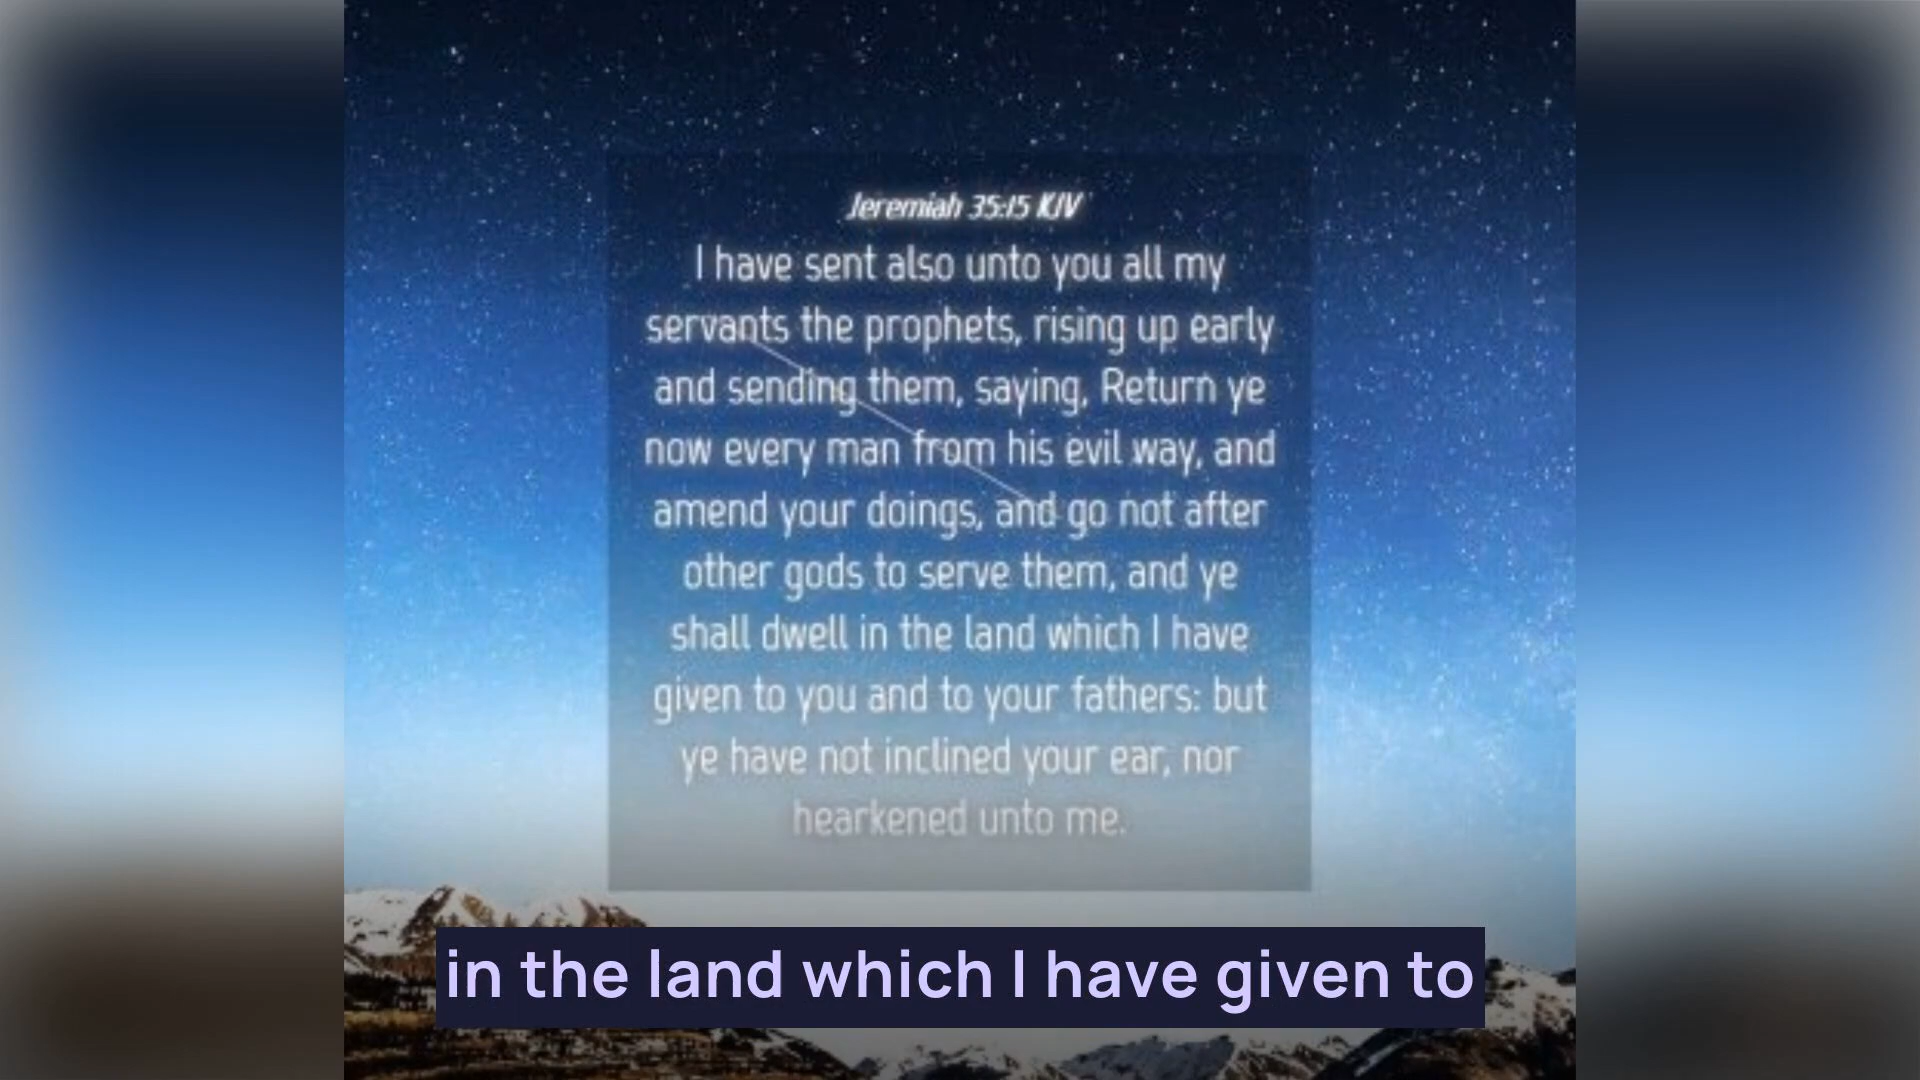 Jeremiah 35:15 KJV
I have sent also unto you all my
servants the prophets, rising up early
and sending them, saying, Return ye
now every man from his evil way, and
amend your doings, and go not after
other gods to serve them, and ye
shall dwell in the land which I have
given to you and to your fathers: but
ye have not inclined your ear, nor
hearkened unto me.
in the land which I have given to